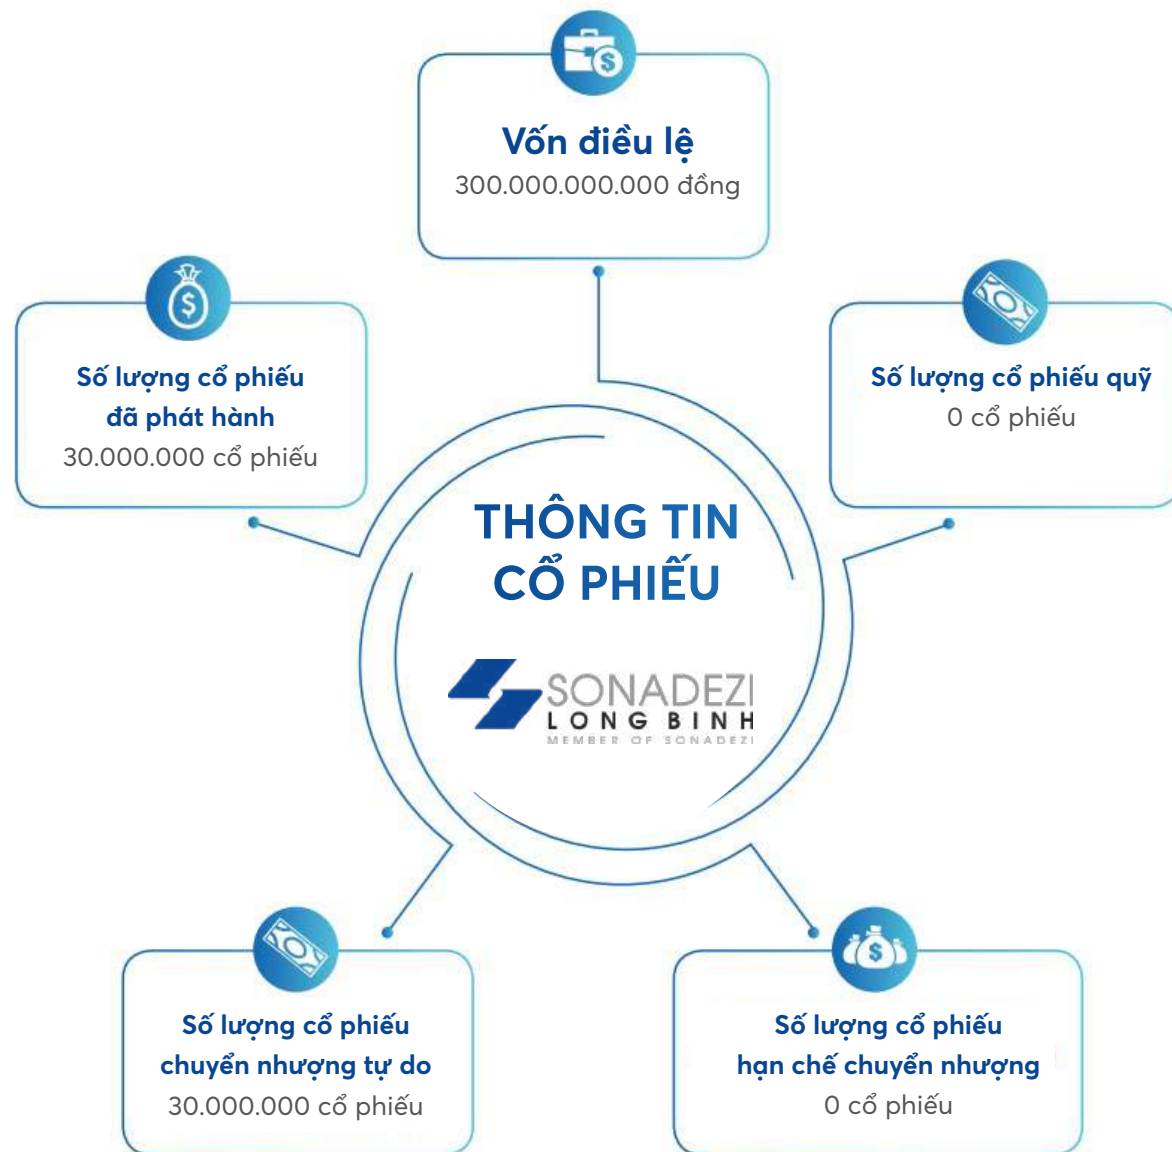 Vốn điều lệ
300.000.000.000 đồng
Số lượng cổ phiếu
đã phát hành
30.000.000 cổ phiếu
Số lượng cổ phiếu quỹ
0 cổ phiếu
THÔNG TIN
CỔ PHIẾU
SONADEZI
LONG BINH
MEMBER OF SONADEZI
Số lượng cổ phiếu
chuyển nhượng tự do
30.000.000 cổ phiếu
Số lượng cổ phiếu
hạn chế chuyển nhượng
0 cổ phiếu